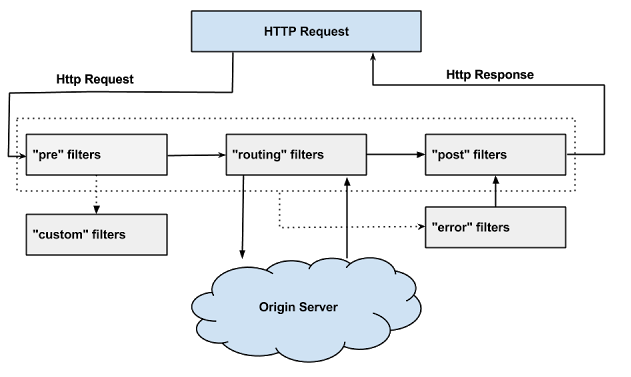 HTTP Request
Http Request
Http Response
"pre" filters
"routing" filters
"post" filters
"custom" filters
"error" filters
Origin Server